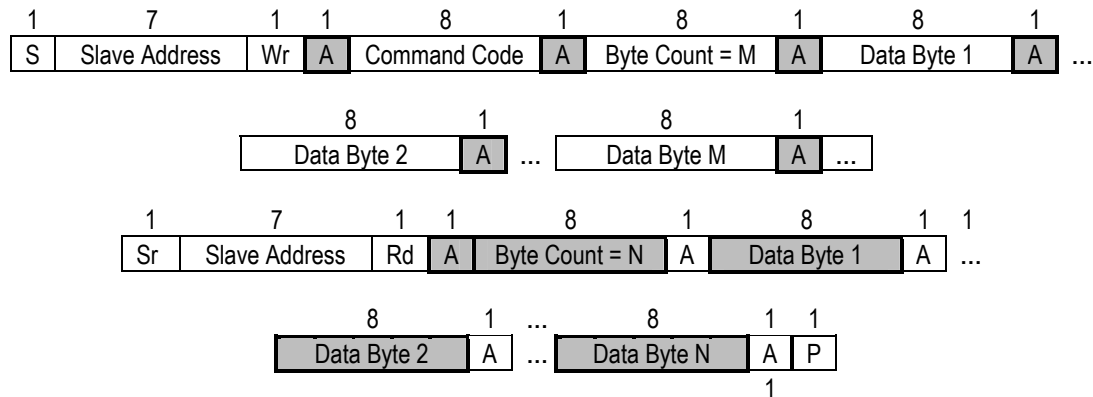 1 7 1 1 8 1 8 1 8 1
S Slave Address Wr A Command Code A Byte Count = M A Data Byte 1 A ...
8 1 8 1
Data Byte 2 A ... Data Byte M A ...
1 7 1 1 8 1 8 1 1
Sr Slave Address Rd A Byte Count = N A Data Byte 1 A ...
8 1 ... 8 1 1
Data Byte 2 A ... Data Byte N A P
1